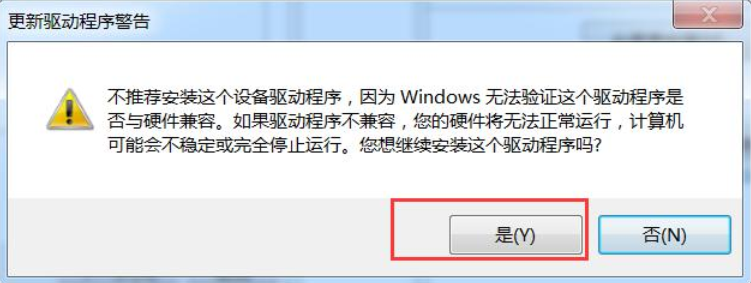 更新驱动程序警告
不推荐安装这个设备驱动程序，因为 Windows 无法验证这个驱动程序是
否与硬件兼容。如果驱动程序不兼容，您的硬件将无法正常运行，计算机
可能会不稳定或完全停止运行。您想继续安装这个驱动程序吗?
是(Y)
否(N)